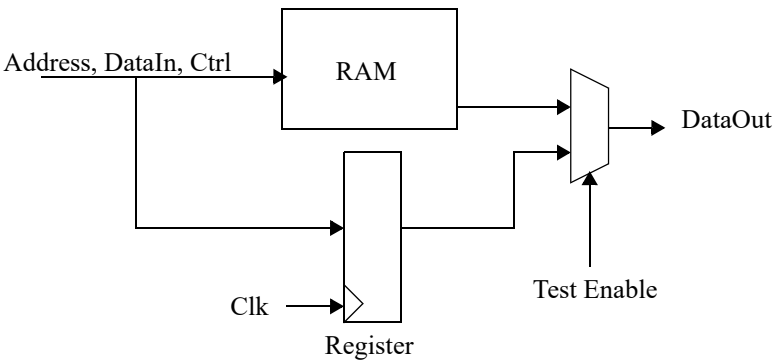 Address, DataIn, Ctrl
RAM
DataOut
Clk
Test Enable
Register